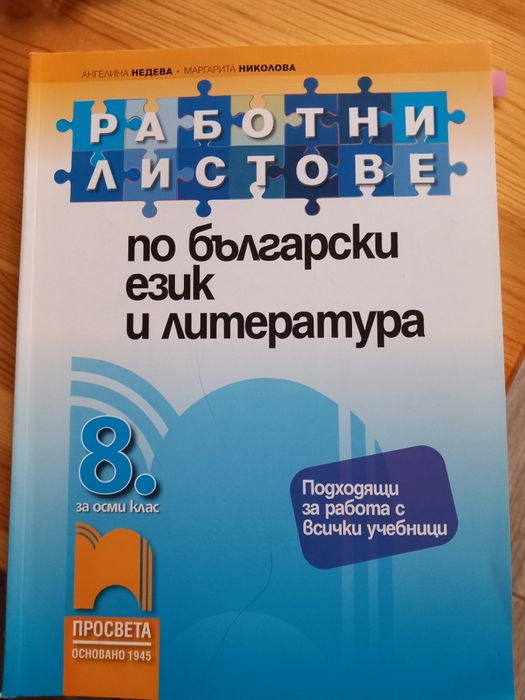 АНГЕЛИНА НЕДЕВА • МАРГАРИТА НИКОЛОВА
РАБОТНИ
ЛИСТОВЕ
по български
език
и литература
8.
за осми клас
Подходящи
за работа с
всички учебници
ПРОСВЕТА
ОСНОВАНО 1945